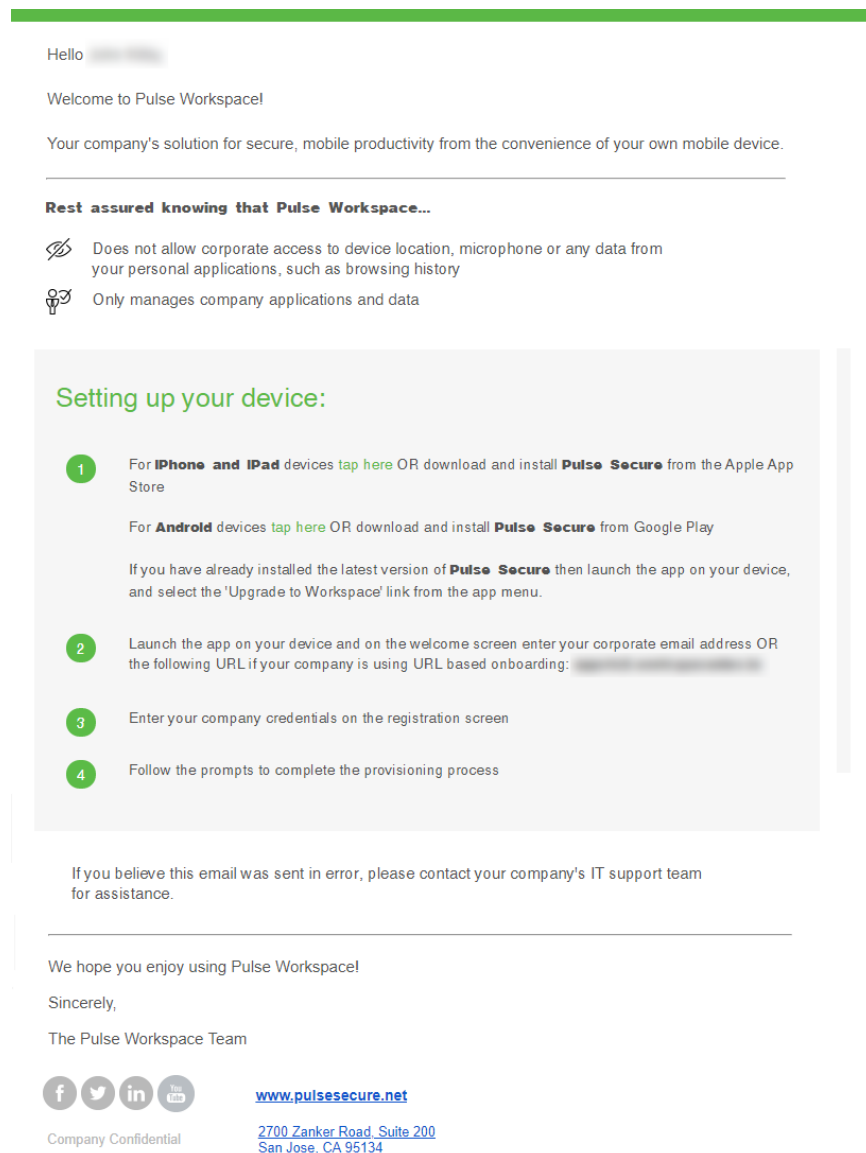 Hello
Welcome to Pulse Workspace!
Your company's solution for secure, mobile productivity from the convenience of your own mobile device.
Rest assured knowing that Pulse Workspace...
Does not allow corporate access to device location, microphone or any data from
your personal applications, such as browsing history
Only manages company applications and data
Setting up your device:
1 For iPhone and iPad devices tap here OR download and install Pulse Secure from the Apple App
Store
For Android devices tap here OR download and install Pulse Secure from Google Play
If you have already installed the latest version of Pulse Secure then launch the app on your device,
and select the 'Upgrade to Workspace' link from the app menu.
2 Launch the app on your device and on the welcome screen enter your corporate email address OR
the following URL if your company is using URL based onboarding:
3 Enter your company credentials on the registration screen
4 Follow the prompts to complete the provisioning process
If you believe this email was sent in error, please contact your company's IT support team
for assistance.
We hope you enjoy using Pulse Workspace!
Sincerely,
The Pulse Workspace Team
You Tube
www.pulsesecure.net
Company Confidential
2700 Zanker Road, Suite 200
San Jose, CA 95134